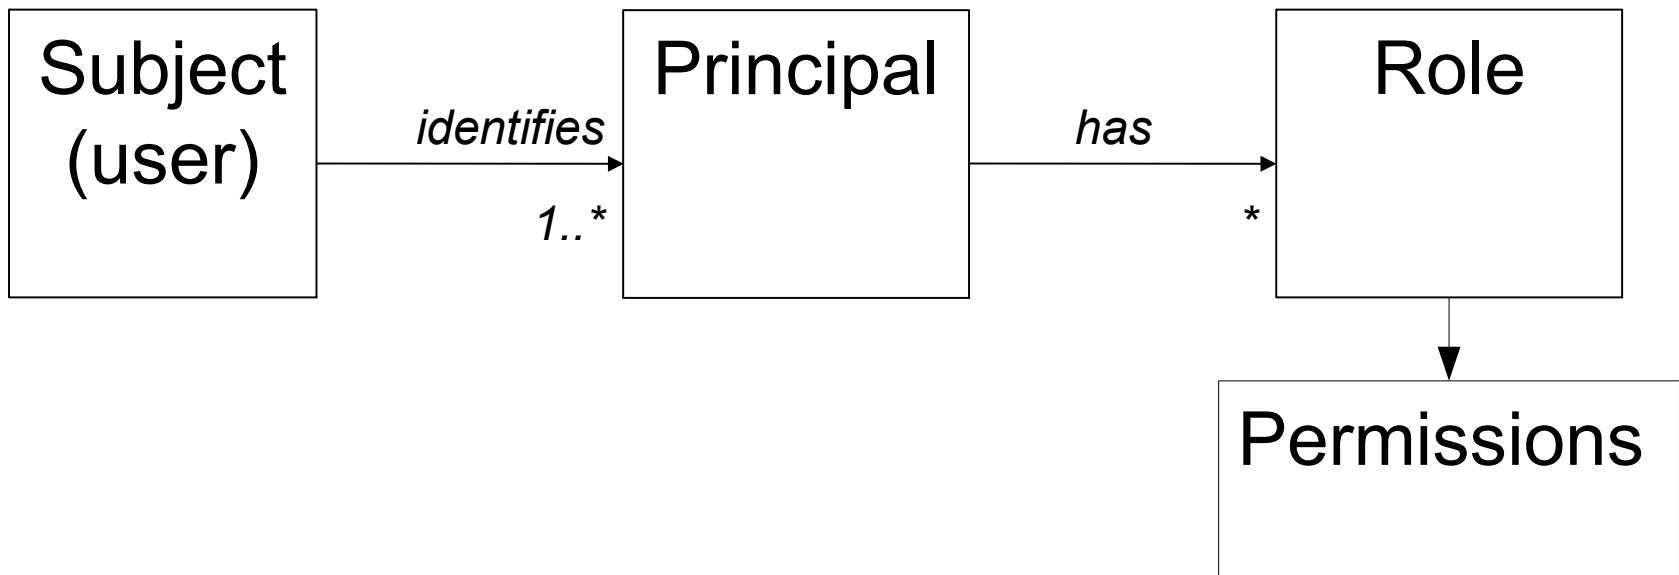 Subject
(user)
identifies
1..*
Principal
has
*
Role
Permissions